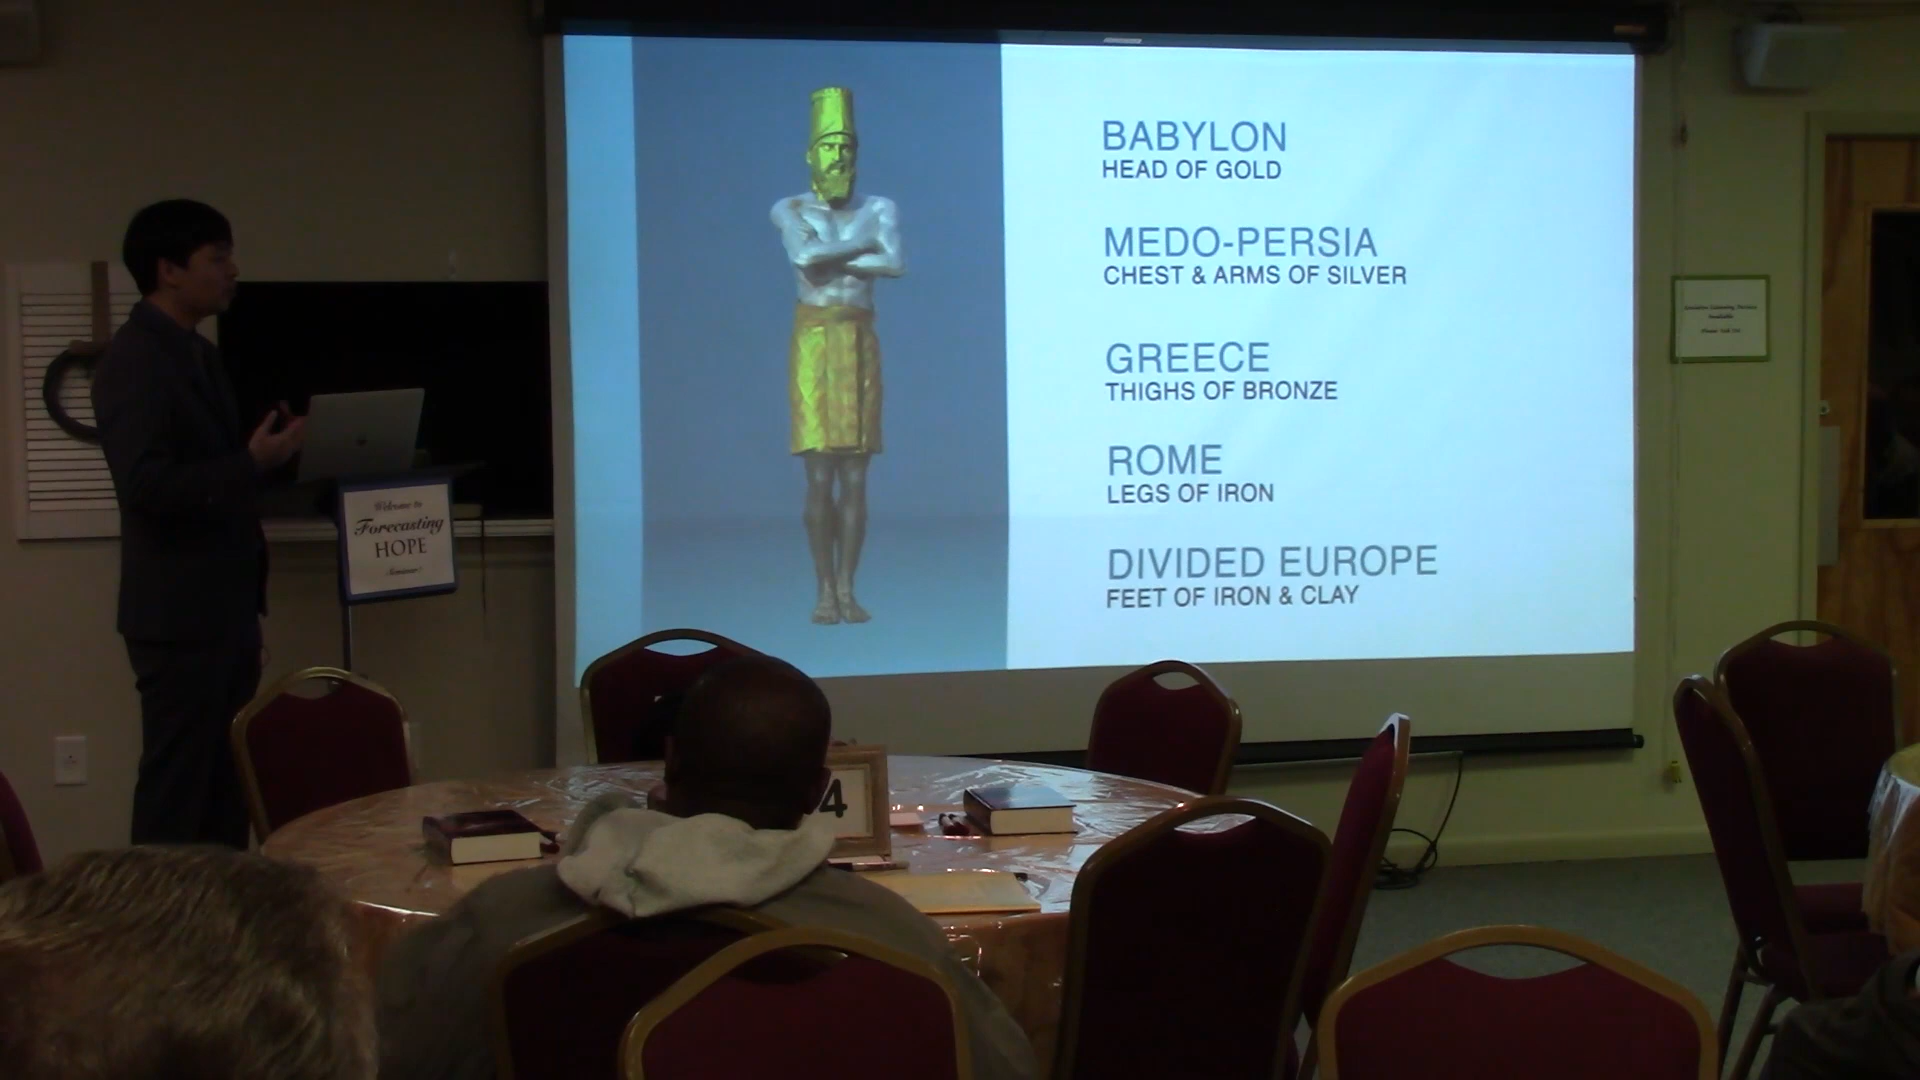 BABYLON
HEAD OF GOLD
MEDO-PERSIA
CHEST & ARMS OF SILVER
GREECE
THIGHS OF BRONZE
ROME
LEGS OF IRON
DIVIDED EUROPE
FEET OF IRON & CLAY
Welcome to
Forecasting
HOPE
Seminar
4